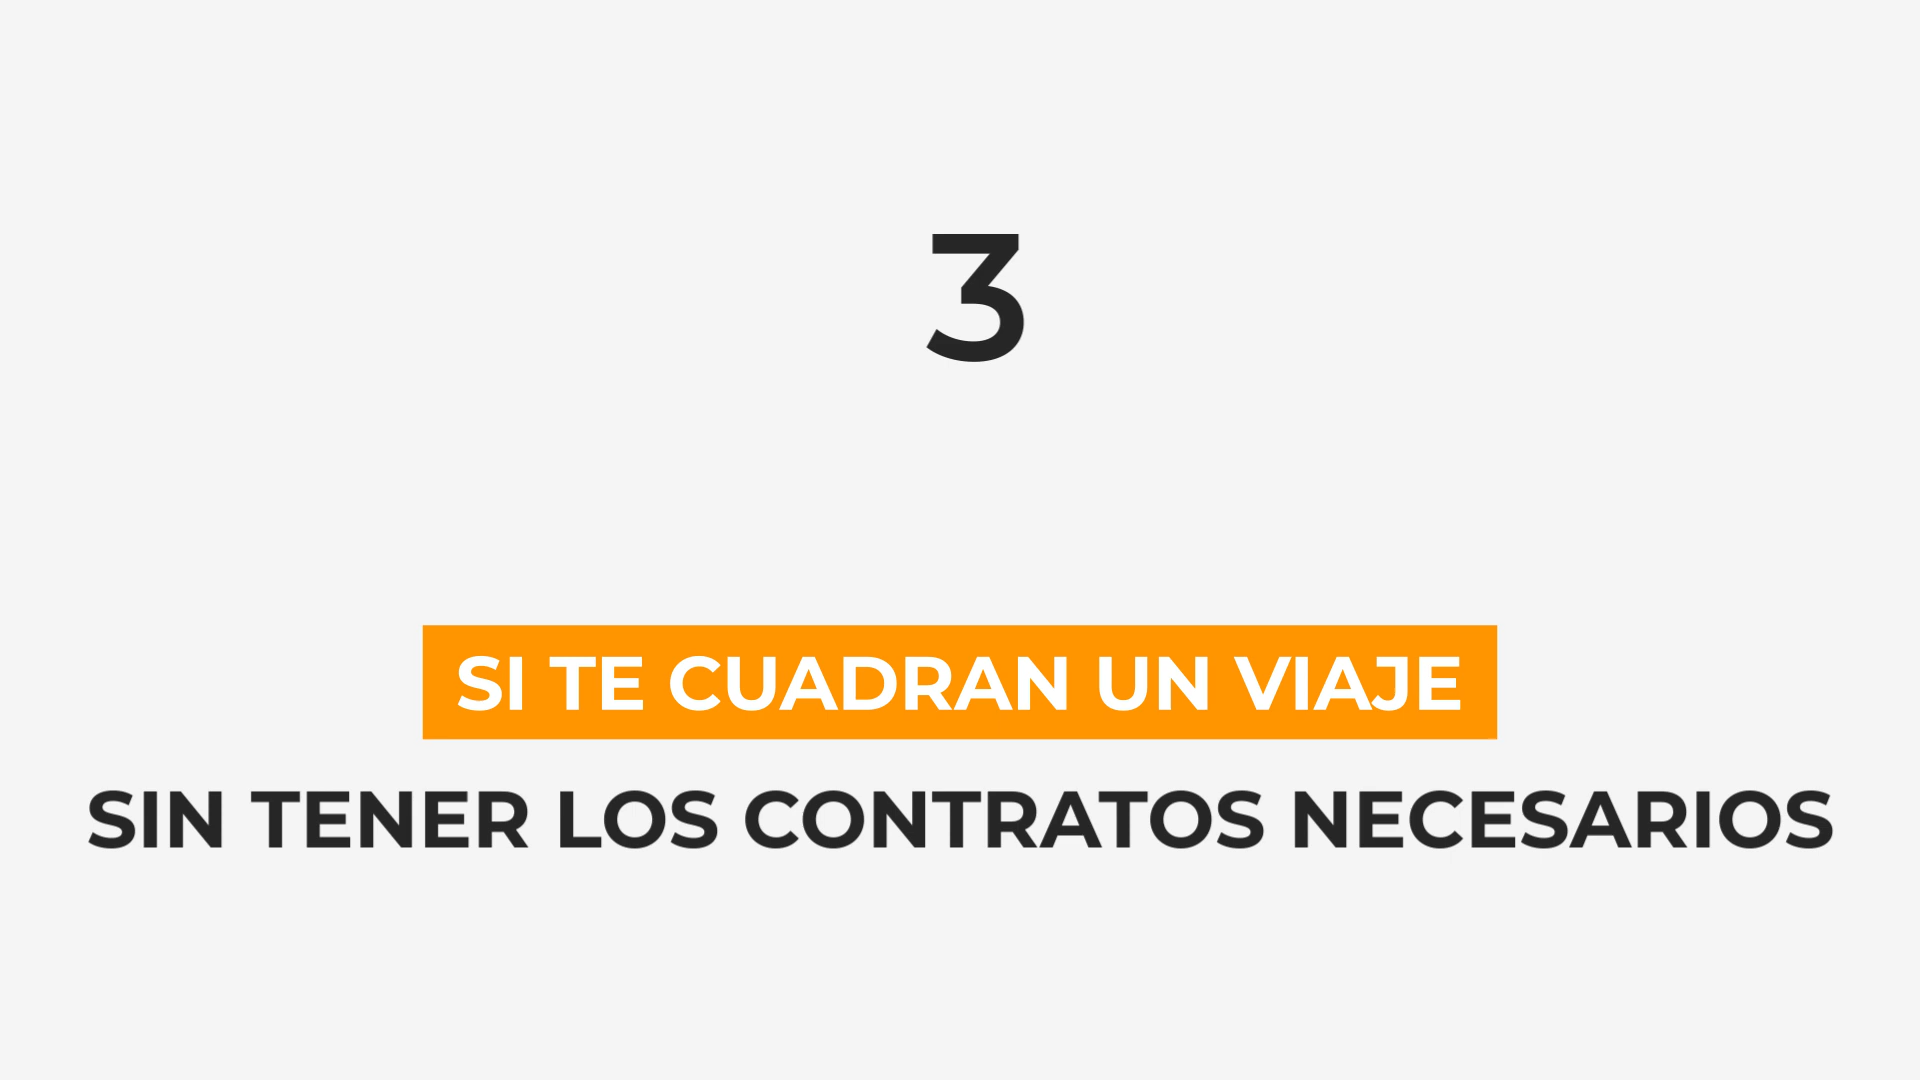 3
SI TE CUADRAN UN VIAJE
SIN TENER LOS CONTRATOS NECESARIOS